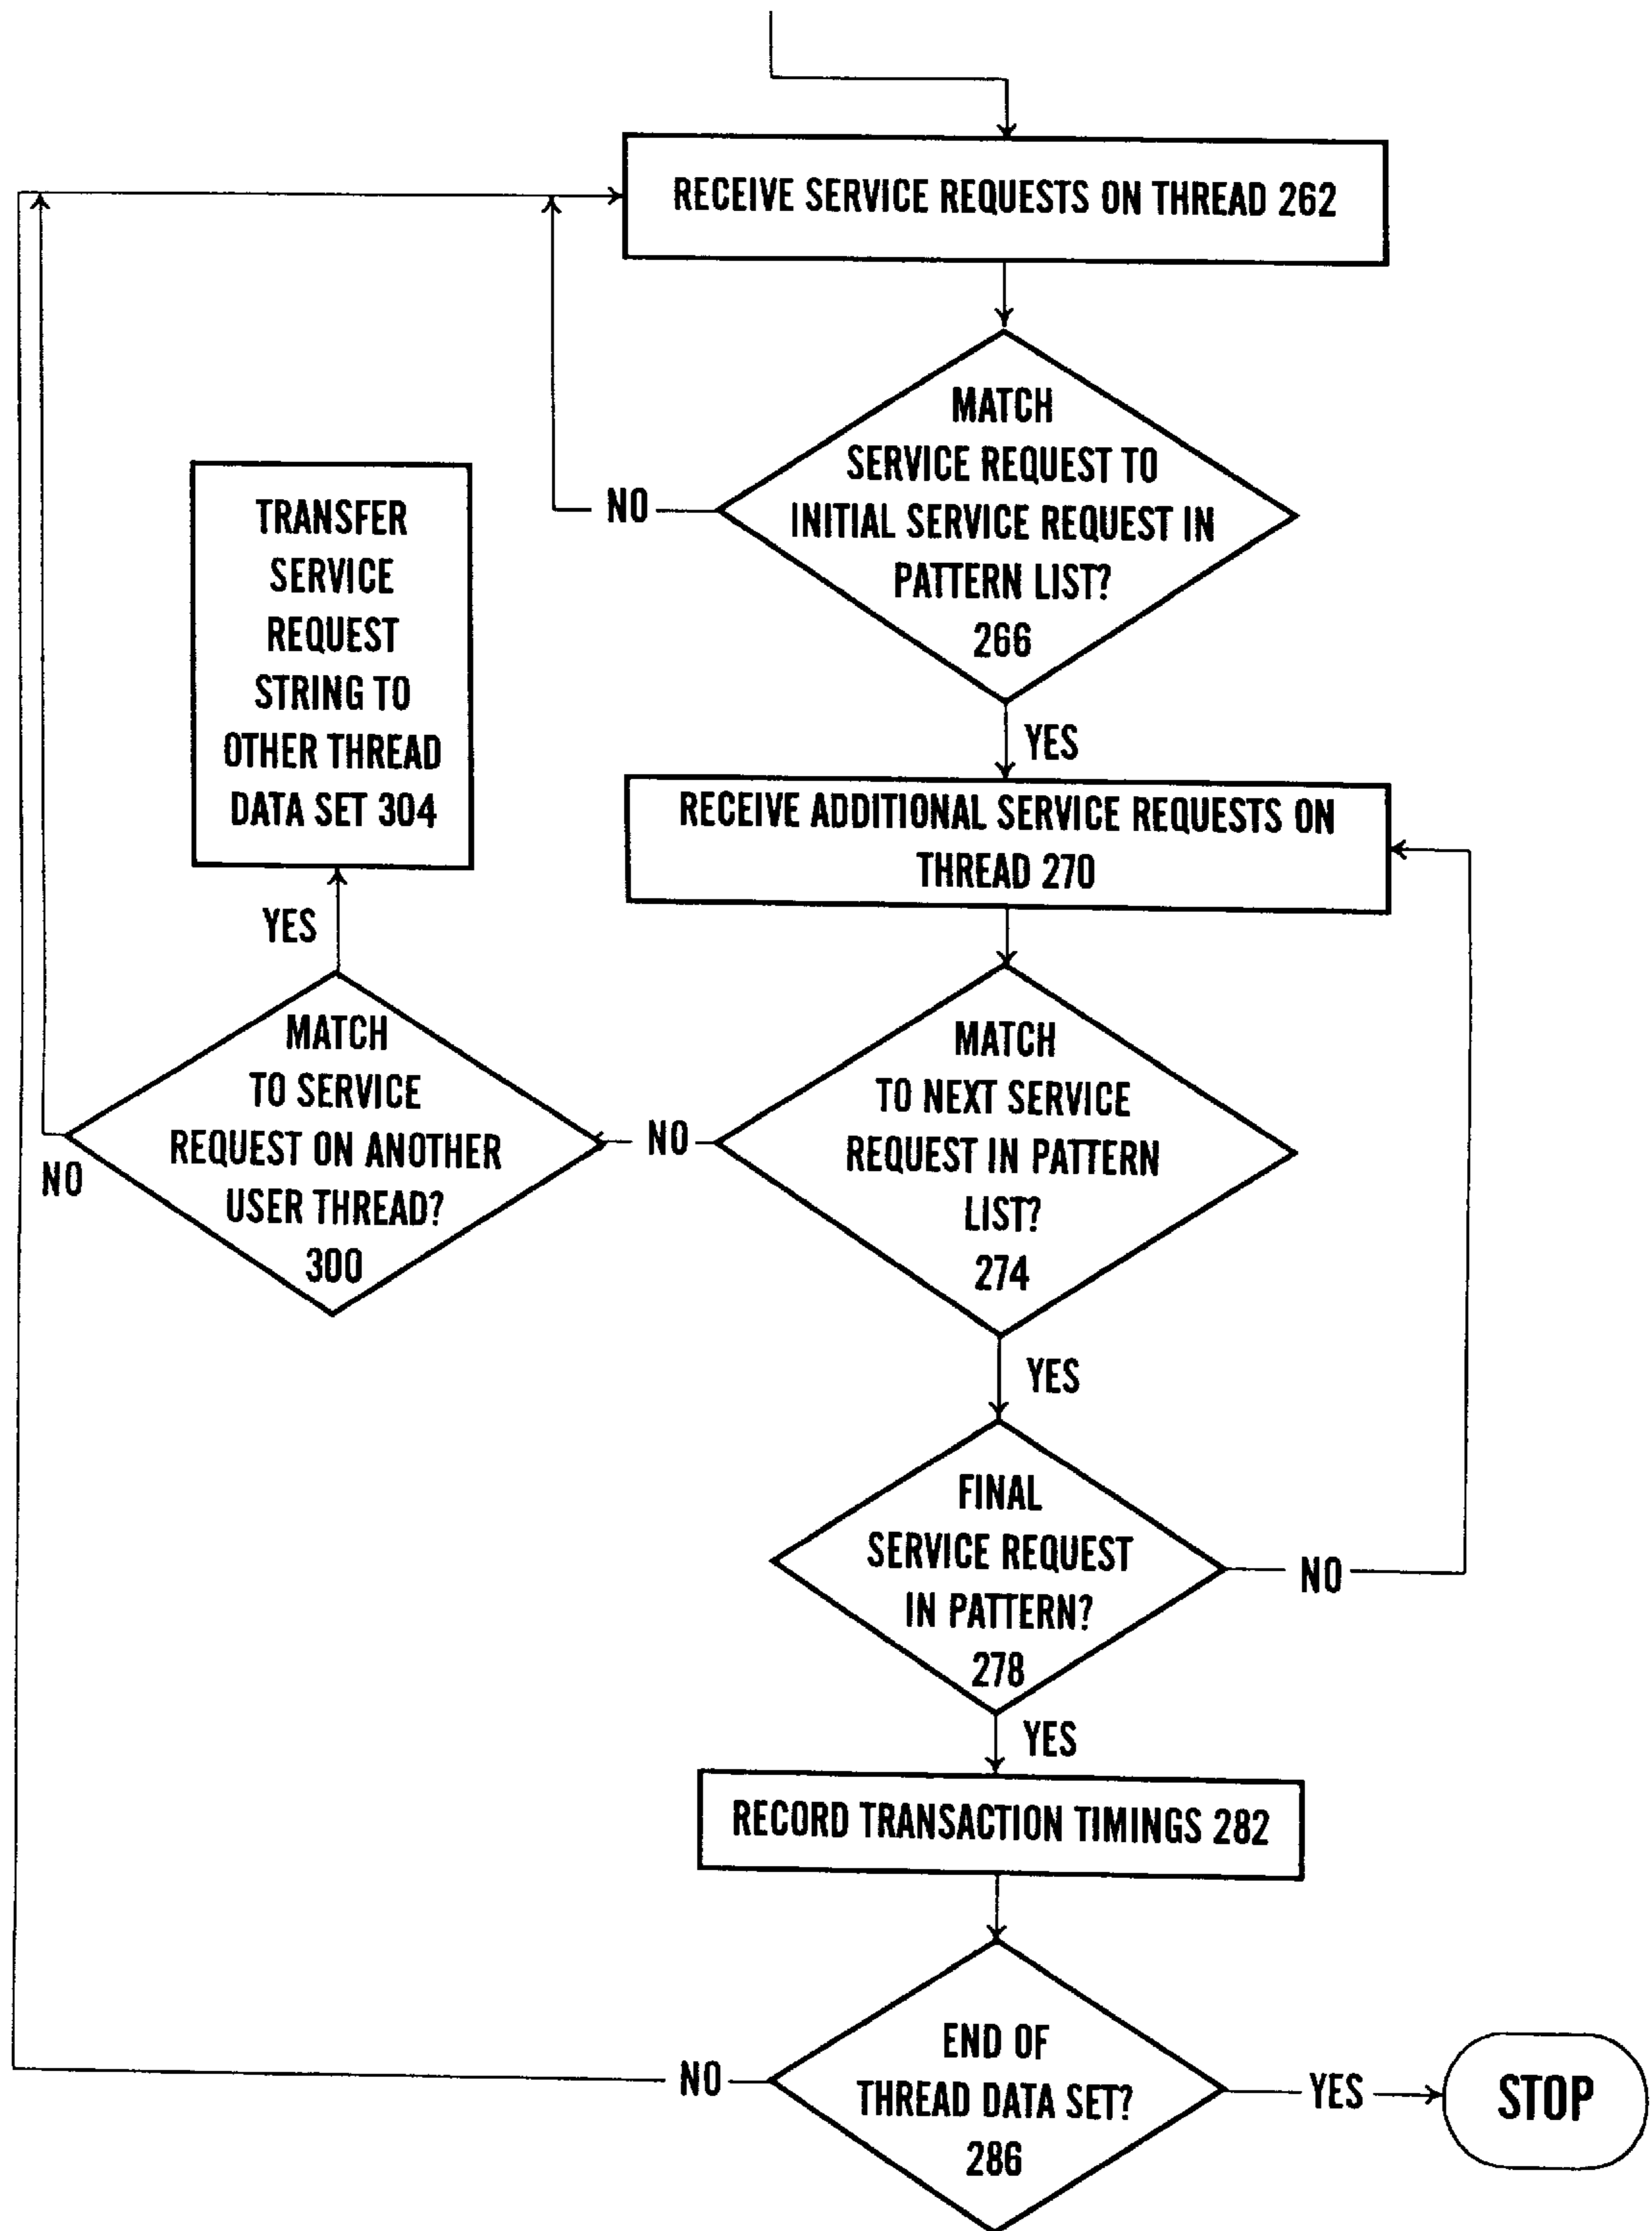 RECEIVE SERVICE REQUESTS ON THREAD 262
MATCH
SERVICE REQUEST TO
INITIAL SERVICE REQUEST IN
PATTERN LIST?
266
NO
YES
TRANSFER
SERVICE
REQUEST
STRING TO
OTHER THREAD
DATA SET 304
YES
RECEIVE ADDITIONAL SERVICE REQUESTS ON
THREAD 270
MATCH
TO NEXT SERVICE
REQUEST IN PATTERN
LIST?
274
NO
MATCH
TO SERVICE
REQUEST ON ANOTHER
USER THREAD?
300
NO
YES
FINAL
SERVICE REQUEST
IN PATTERN?
278
NO
YES
RECORD TRANSACTION TIMINGS 282
END OF
THREAD DATA SET?
286
NO
YES
STOP